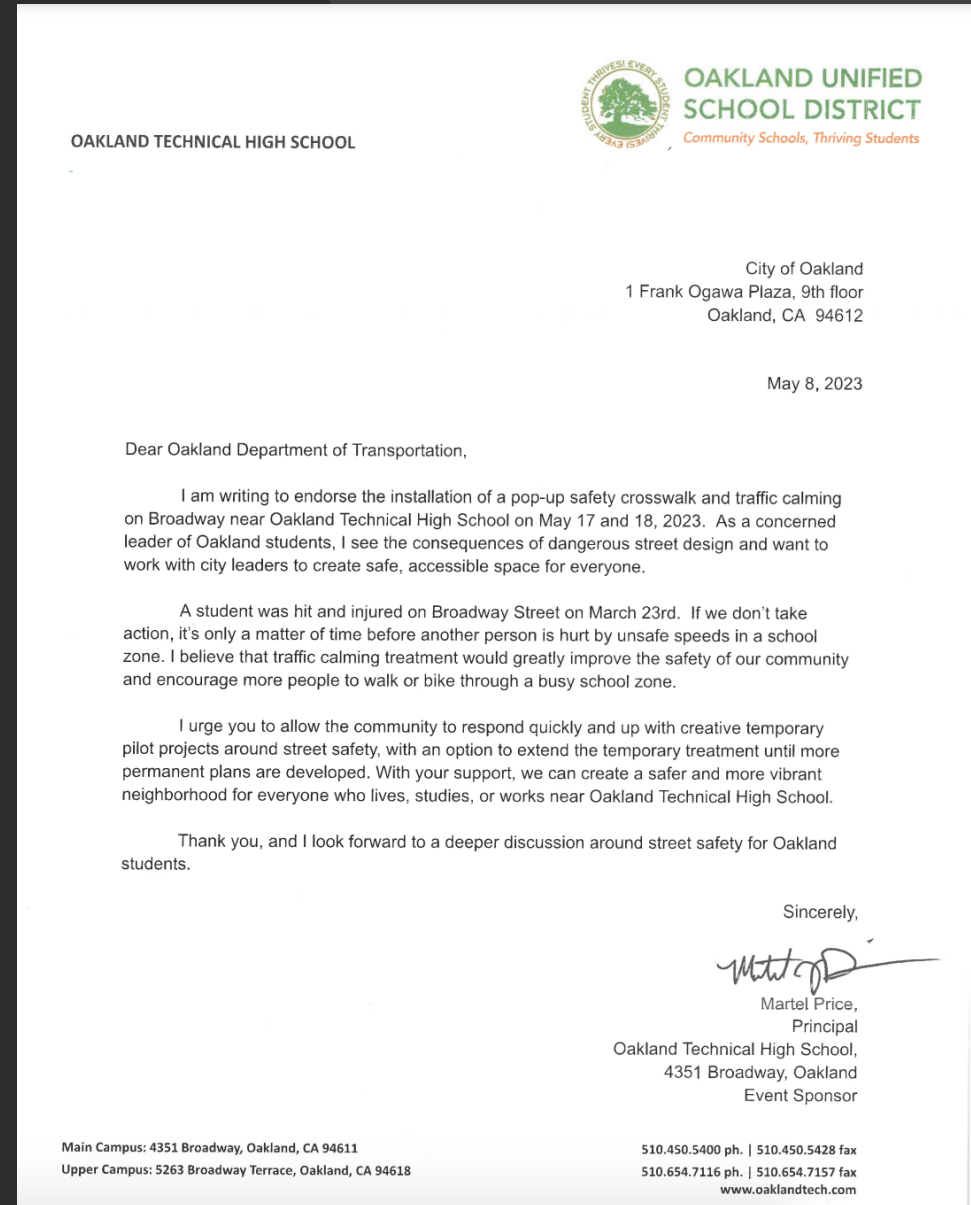 EVERY STUDENT THRIVES! EVERY STUDENT THRIVES!
OAKLAND UNIFIED
SCHOOL DISTRICT
Community Schools, Thriving Students
OAKLAND TECHNICAL HIGH SCHOOL
City of Oakland
1 Frank Ogawa Plaza, 9th floor
Oakland, CA 94612
May 8, 2023
Dear Oakland Department of Transportation,
I am writing to endorse the installation of a pop-up safety crosswalk and traffic calming
on Broadway near Oakland Technical High School on May 17 and 18, 2023. As a concerned
leader of Oakland students, I see the consequences of dangerous street design and want to
work with city leaders to create safe, accessible space for everyone.
A student was hit and injured on Broadway Street on March 23rd. If we don't take
action, it's only a matter of time before another person is hurt by unsafe speeds in a school
zone. I believe that traffic calming treatment would greatly improve the safety of our community
and encourage more people to walk or bike through a busy school zone.
I urge you to allow the community to respond quickly and up with creative temporary
pilot projects around street safety, with an option to extend the temporary treatment until more
permanent plans are developed. With your support, we can create a safer and more vibrant
neighborhood for everyone who lives, studies, or works near Oakland Technical High School.
Thank you, and I look forward to a deeper discussion around street safety for Oakland
students.
Sincerely,
Martel Price,
Principal
Oakland Technical High School,
4351 Broadway, Oakland
Event Sponsor
Main Campus: 4351 Broadway, Oakland, CA 94611
Upper Campus: 5263 Broadway Terrace, Oakland, CA 94618
510.450.5400 ph. | 510.450.5428 fax
510.654.7116 ph. | 510.654.7157 fax
www.oaklandtech.com